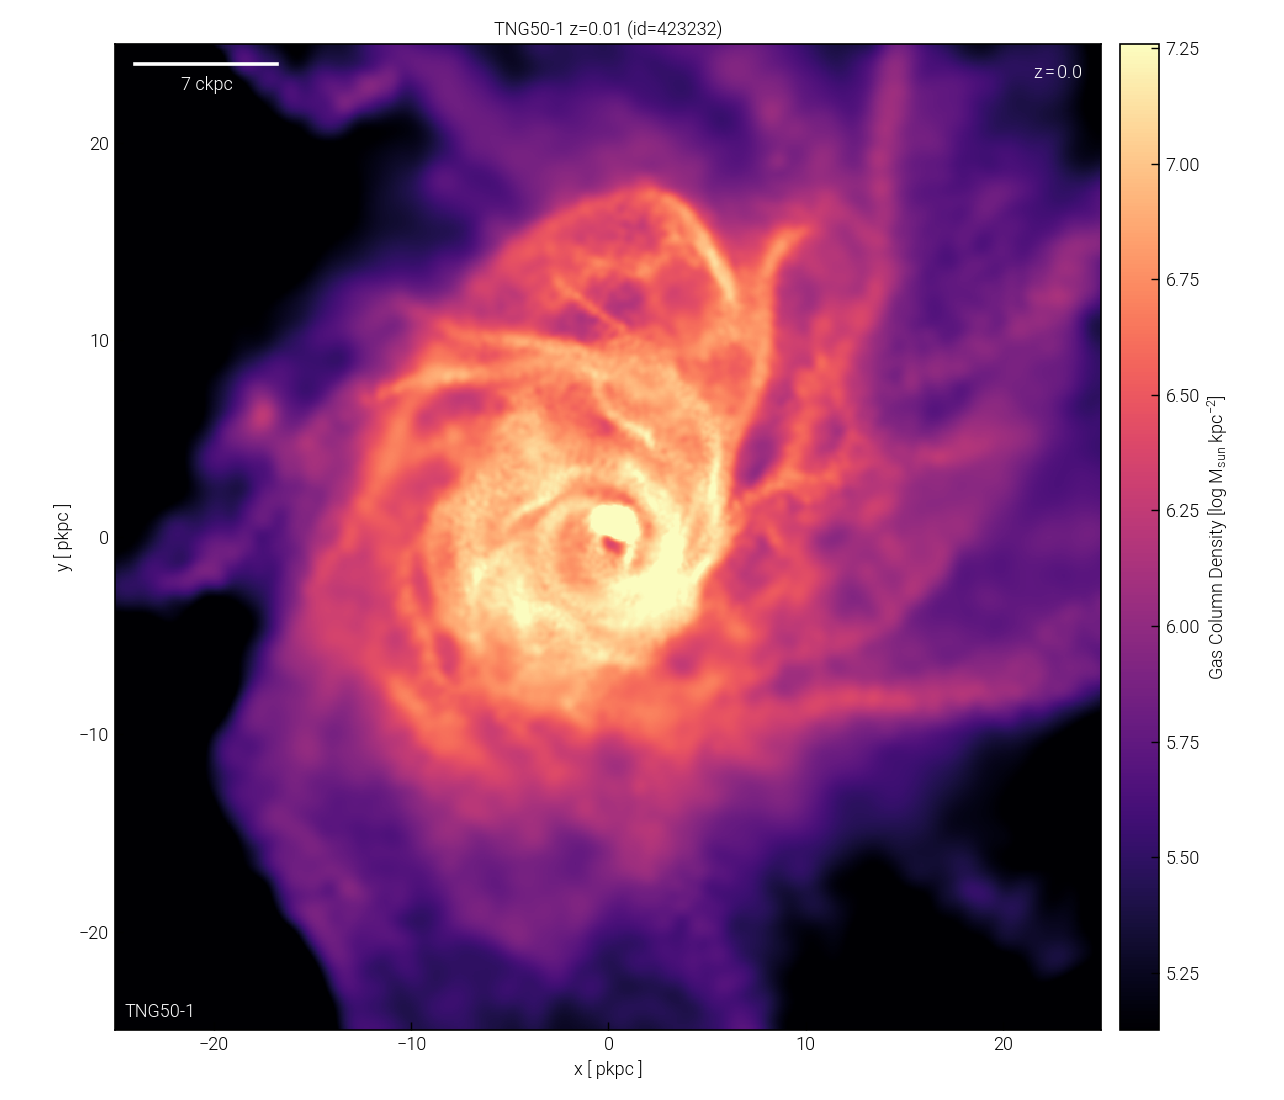 TNG50-1 z=0.01 (id=423232)
7 ckpc
z=0.0
TNG50-1
y [ pkpc ]
20
10
0
−10
−20
−20
−10
0
10
20
x [ pkpc ]
7.25
7.00
6.75
6.50
6.25
6.00
5.75
5.50
5.25
Gas Column Density [log M_sun kpc^−2]